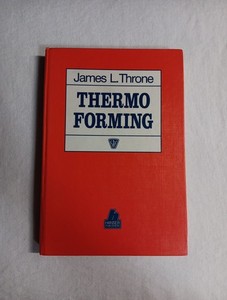 James L. Throne
THERMO
FORMING